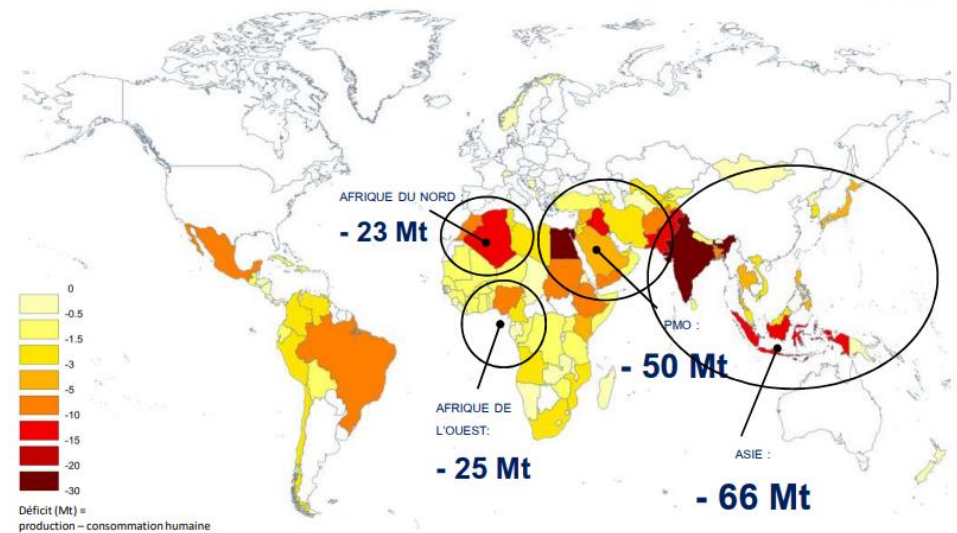 AFRIQUE DU NORD :
- 23 Mt
PMO :
- 50 Mt
AFRIQUE DE
L'OUEST:
- 25 Mt
ASIE :
- 66 Mt
0
-0.5
-1.5
-3
-5
-10
-15
-20
-30
Déficit (Mt) =
production – consommation humaine